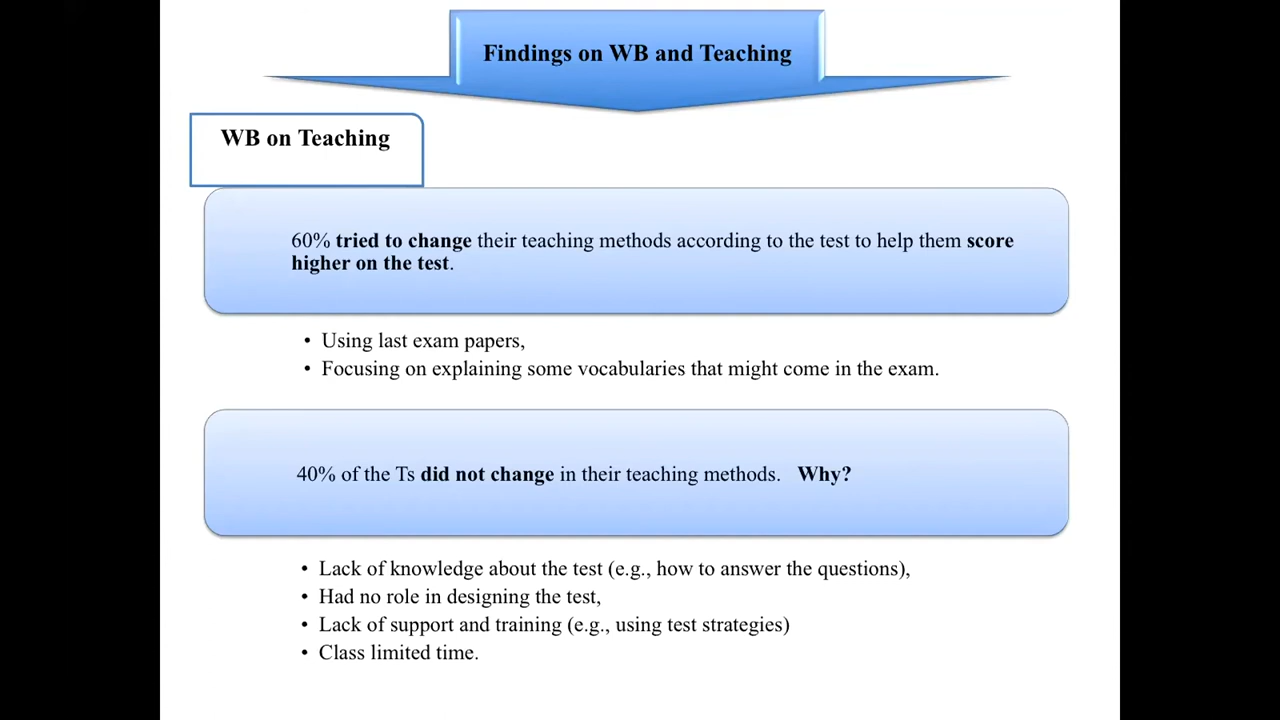 Findings on WB and Teaching
WB on Teaching
60% tried to change their teaching methods according to the test to help them score
higher on the test.
• Using last exam papers,
• Focusing on explaining some vocabularies that might come in the exam.
40% of the Ts did not change in their teaching methods. Why?
• Lack of knowledge about the test (e.g., how to answer the questions),
• Had no role in designing the test,
• Lack of support and training (e.g., using test strategies)
• Class limited time.